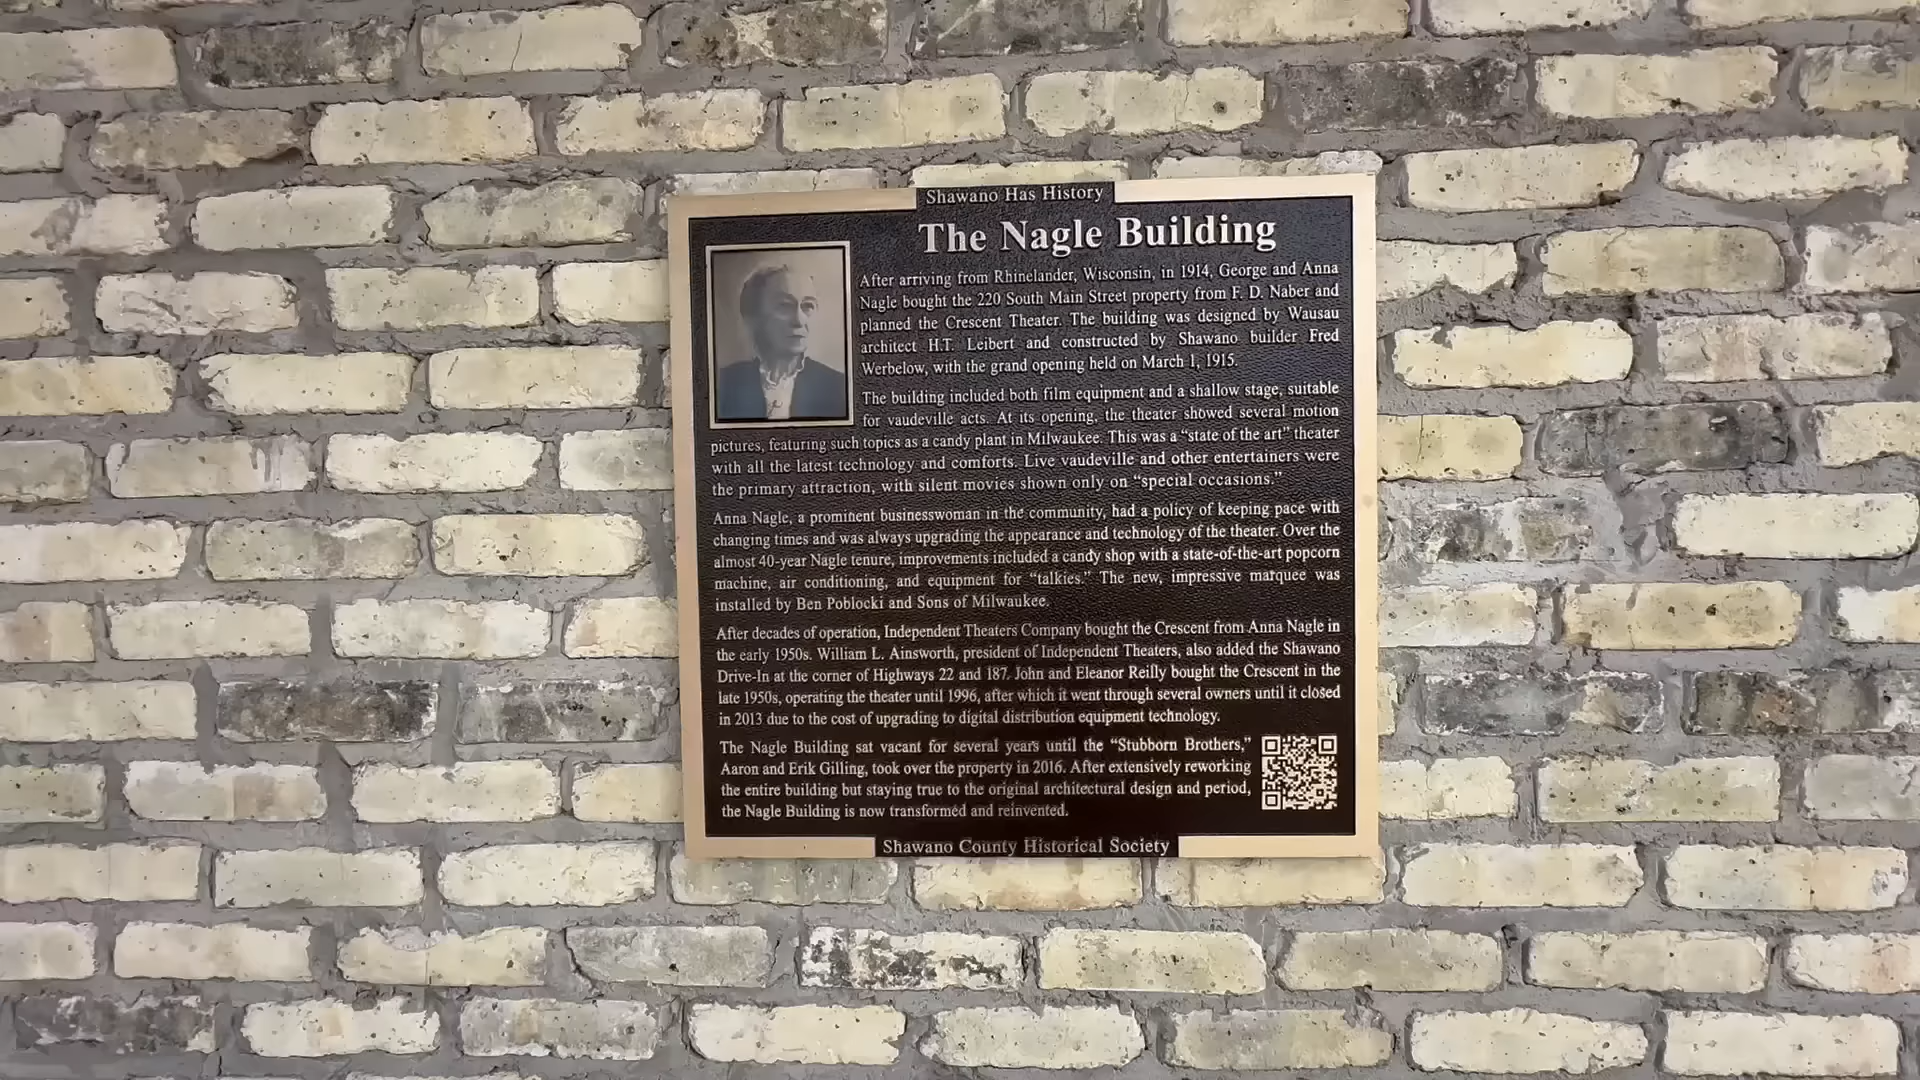 Shawano Has History
The Nagle Building
After arriving from Rhinelander, Wisconsin, in 1914, George and Anna
Nagle bought the 220 South Main Street property from F. D. Naber and
planned the Crescent Theater. The building was designed by Wausau
architect H.T. Leibert and constructed by Shawano builder Fred
Werbelow, with the grand opening held on March 1, 1915.
The building included both film equipment and a shallow stage, suitable
for vaudeville acts. At its opening, the theater showed several motion
pictures, featuring such topics as a candy plant in Milwaukee. This was a “state of the art” theater
with all the latest technology and comforts. Live vaudeville and other entertainers were
the primary attraction, with silent movies shown only on “special occasions.”
Anna Nagle, a prominent businesswoman in the community, had a policy of keeping pace with
changing times and was always upgrading the appearance and technology of the theater. Over the
almost 40-year Nagle tenure, improvements included a candy shop with a state-of-the-art popcorn
machine, air conditioning, and equipment for “talkies.” The new, impressive marquee was
installed by Ben Poblocki and Sons of Milwaukee.
After decades of operation, Independent Theaters Company bought the Crescent from Anna Nagle in
the early 1950s. William L. Ainsworth, president of Independent Theaters, also added the Shawano
Drive-In at the corner of Highways 22 and 187. John and Eleanor Reilly bought the Crescent in the
late 1950s, operating the theater until 1996, after which it went through several owners until it closed
in 2013 due to the cost of upgrading to digital distribution equipment technology.
The Nagle Building sat vacant for several years until the “Stubborn Brothers,”
Aaron and Erik Gilling, took over the property in 2016. After extensively reworking
the entire building but staying true to the original architectural design and period,
the Nagle Building is now transformed and reinvented.
Shawano County Historical Society